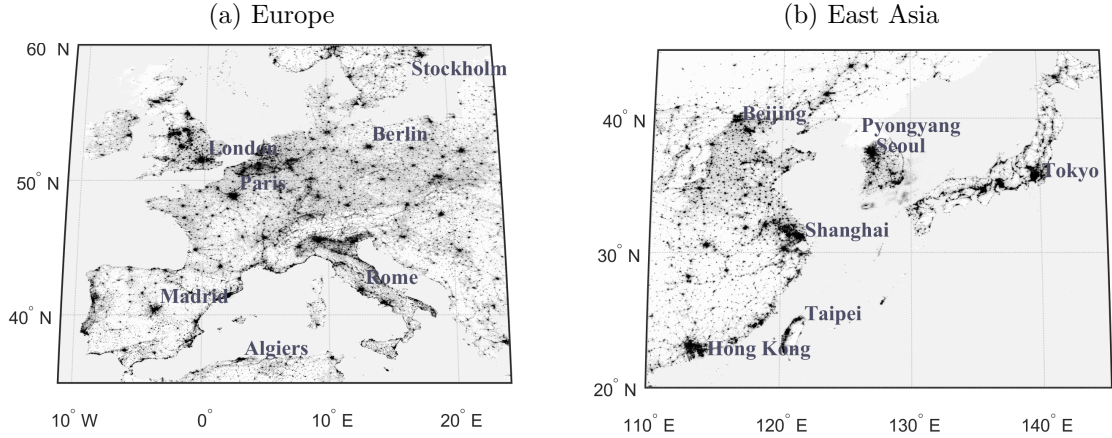 (a) Europe
60° N
Stockholm
Berlin
London
50° N
Paris
Rome
Madrid
40° N
Algiers
10° W 0° 10° E 20° E
(b) East Asia
40° N
Beijing
Pyongyang
Seoul
Tokyo
Shanghai
30° N
Taipei
Hong Kong
20° N
110° E 120° E 130° E 140° E